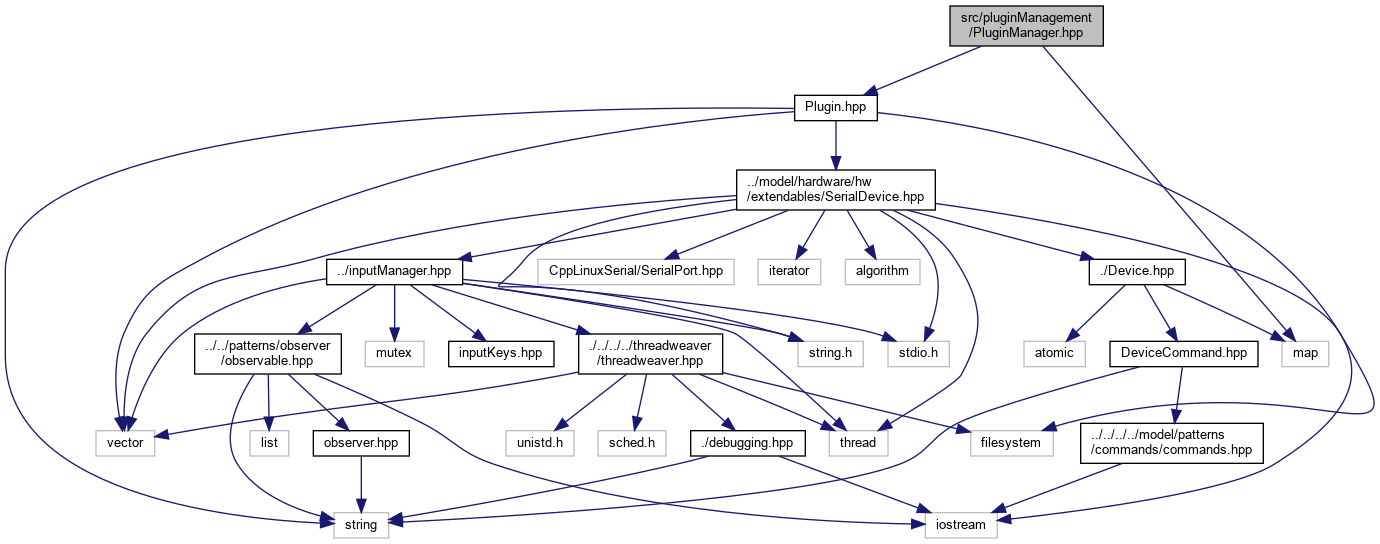 src/pluginManagement
/PluginManager.hpp
Plugin.hpp
../model/hardware/hw
/extendables/SerialDevice.hpp
../inputManager.hpp
CppLinuxSerial/SerialPort.hpp
iterator
algorithm
./Device.hpp
../../patterns/observer
/observable.hpp
mutex
inputKeys.hpp
./../../../threadweaver
/threadweaver.hpp
string.h
stdio.h
atomic
DeviceCommand.hpp
map
vector
list
observer.hpp
unistd.h
sched.h
./debugging.hpp
thread
filesystem
../../../../model/patterns
/commands/commands.hpp
string
iostream